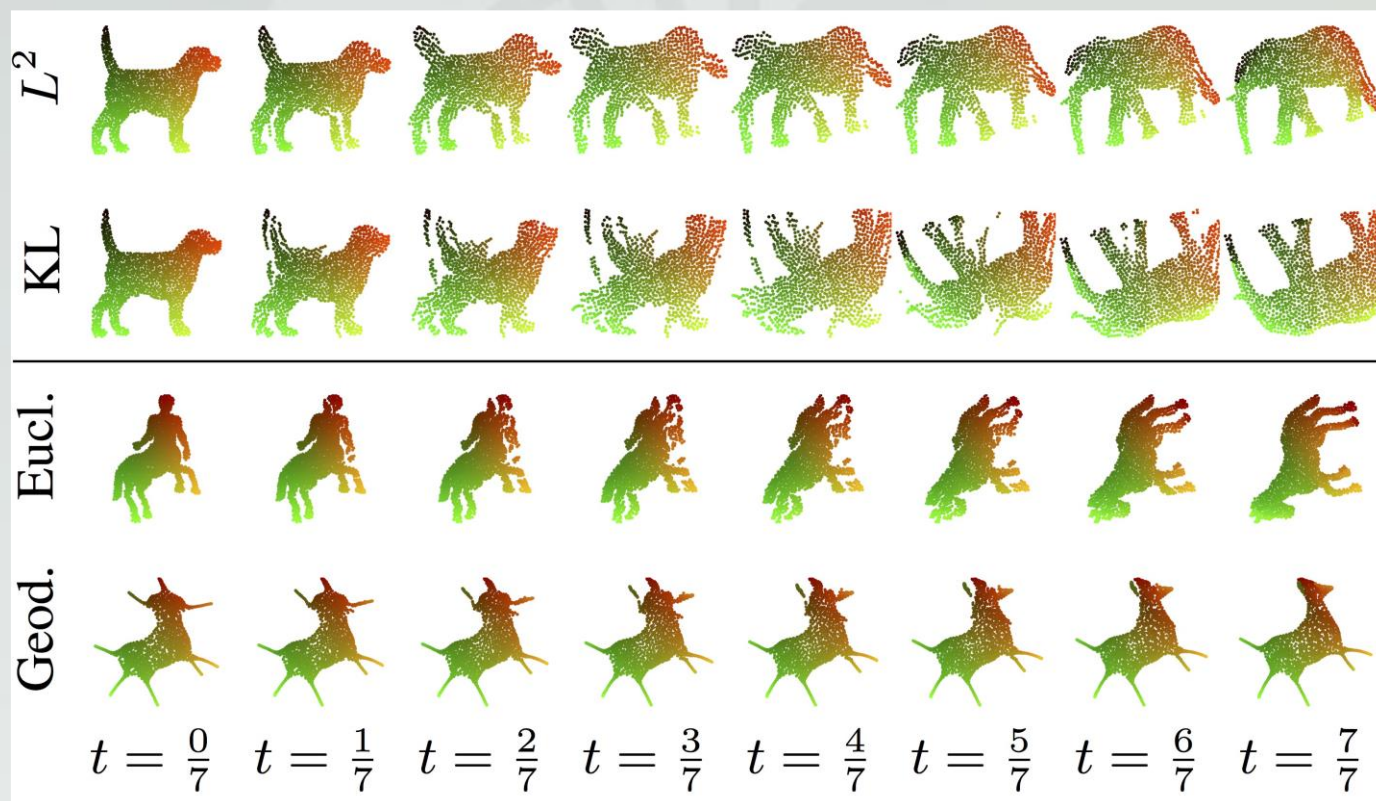 L²
KL
Eucl.
Geod.
t = 0/7 t = 1/7 t = 2/7 t = 3/7 t = 4/7 t = 5/7 t = 6/7 t = 7/7